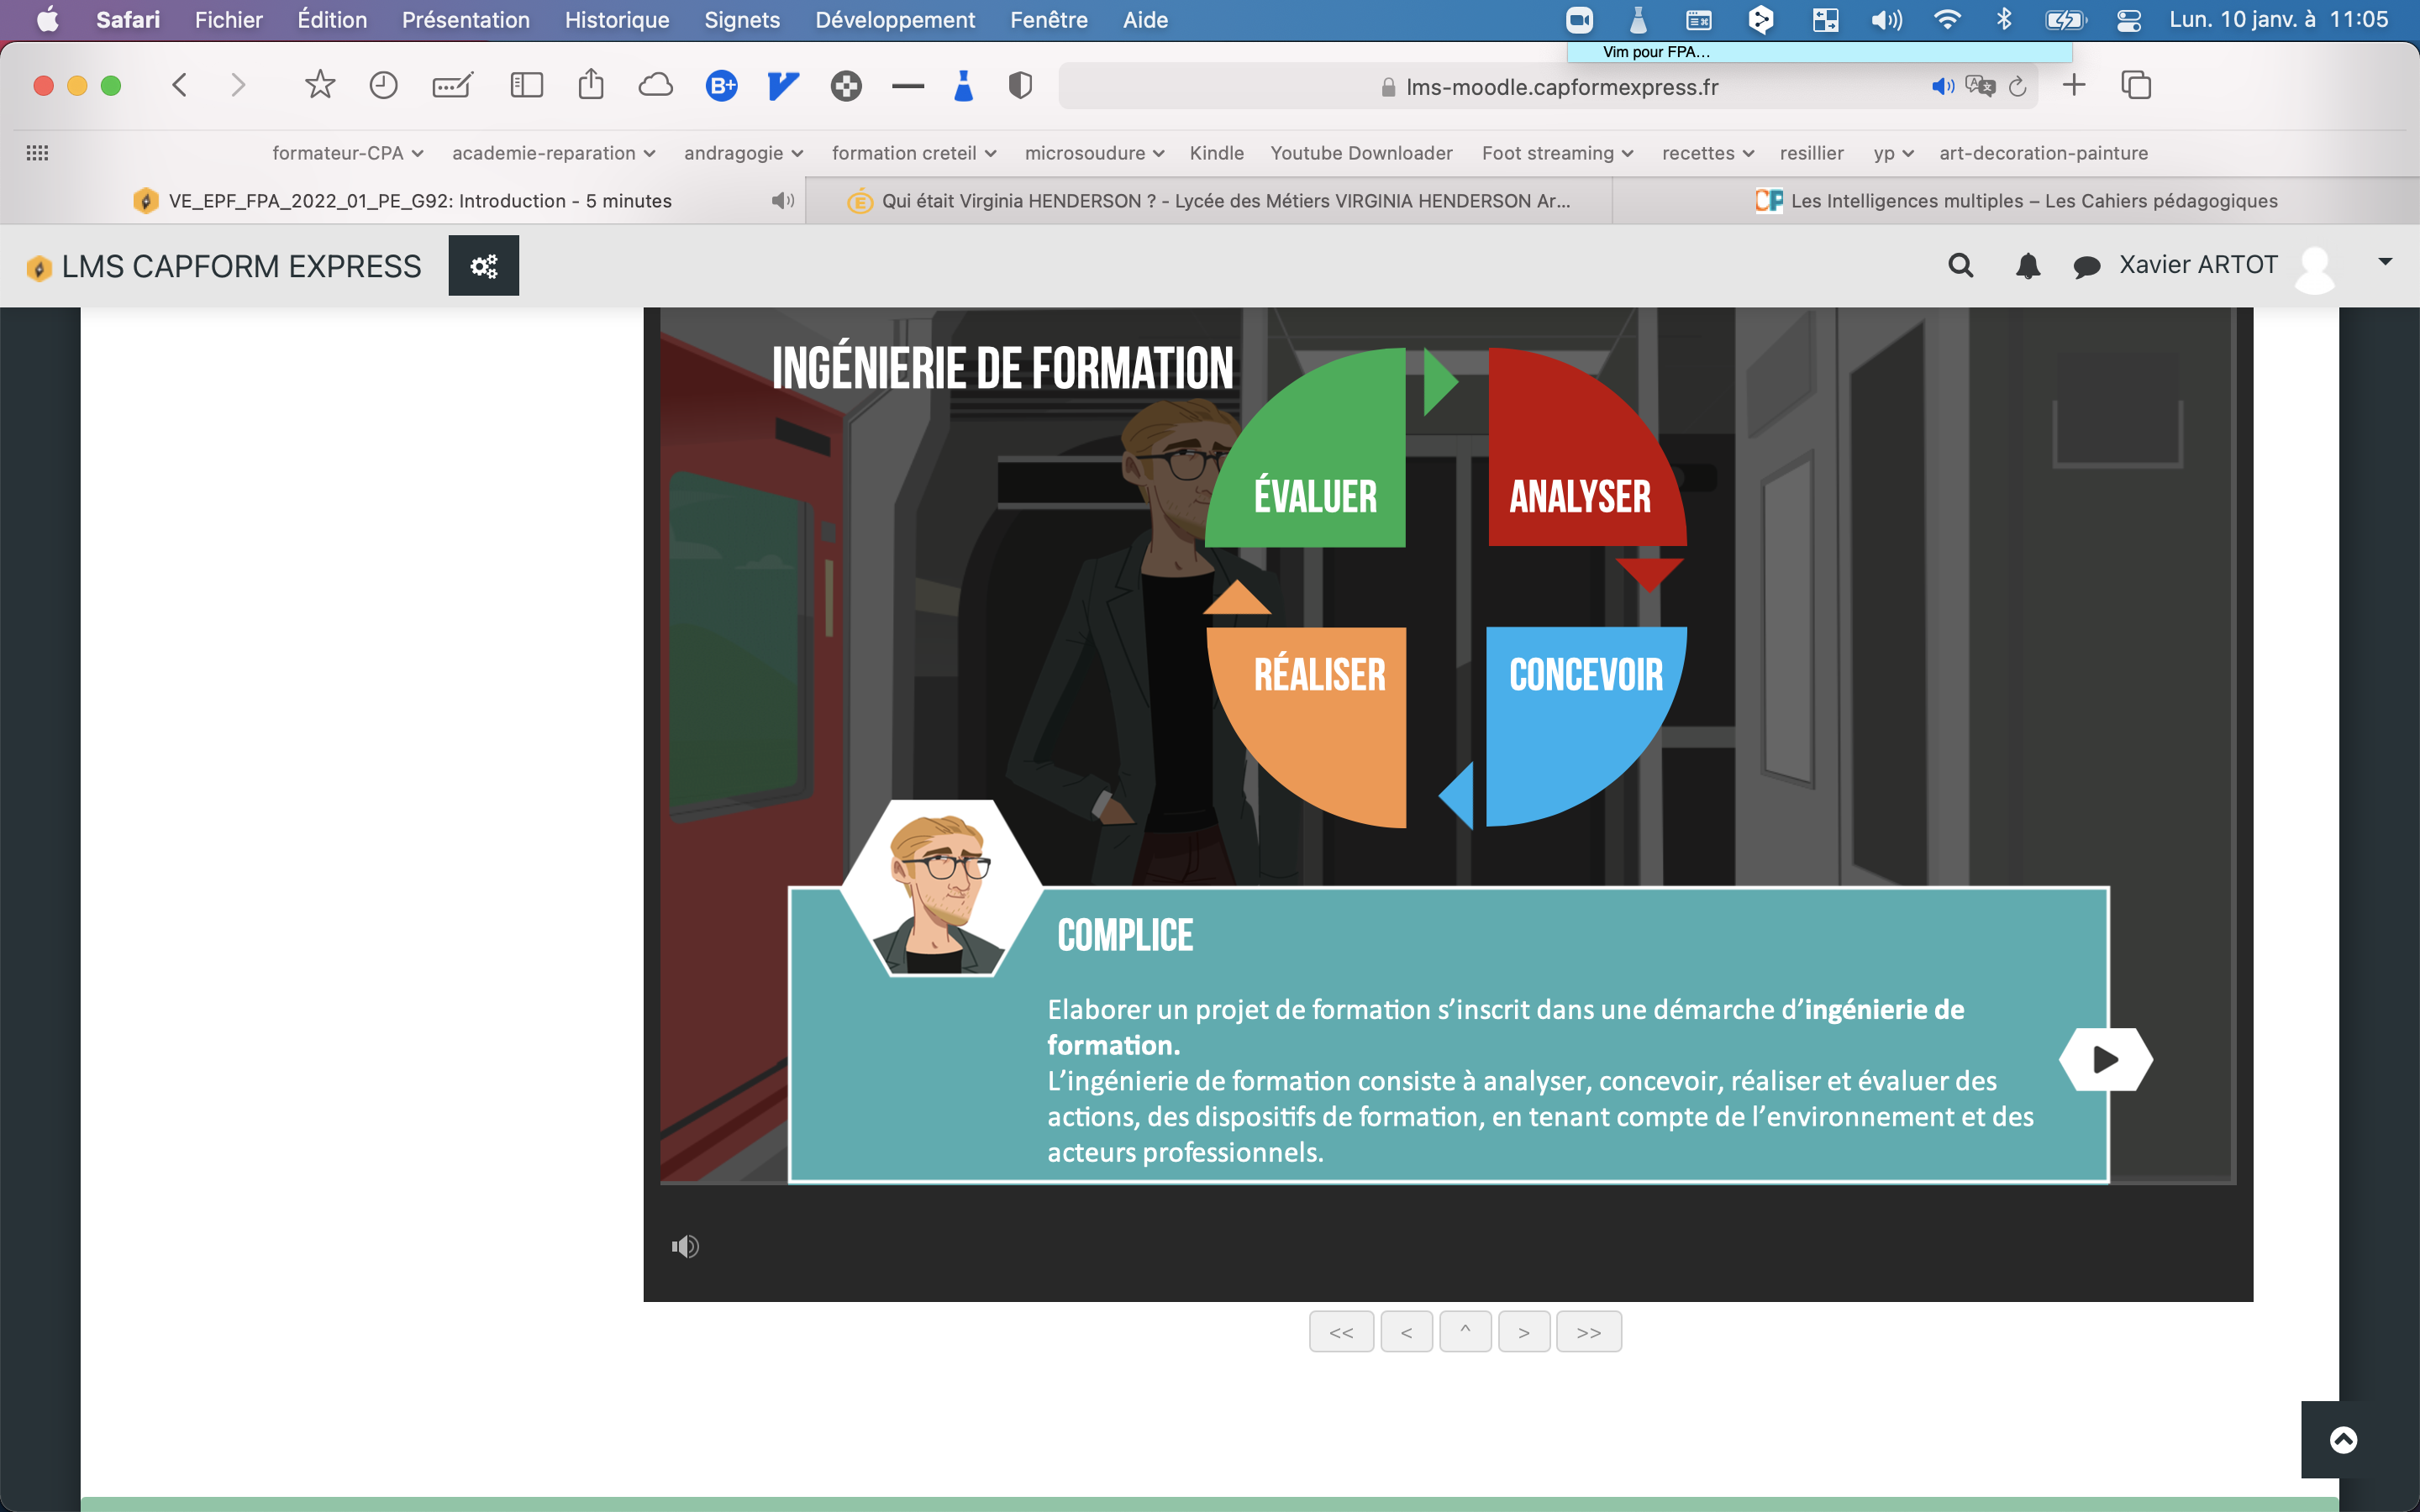 Safari Fichier Édition Présentation Historique Signets Développement Fenêtre Aide Lun. 10 janv. à 11:05
Vim pour FPA...
B+ lms-moodle.capformexpress.fr
formateur-CPA academie-reparation andragogie formation creteil microsoudure Kindle Youtube Downloader Foot streaming recettes resillier yp art-decoration-painture
VE_EPF_FPA_2022_01_PE_G92: Introduction - 5 minutes É Qui était Virginia HENDERSON ? - Lycée des Métiers VIRGINIA HENDERSON Ar... CP Les Intelligences multiples – Les Cahiers pédagogiques
LMS CAPFORM EXPRESS Xavier ARTOT
INGÉNIERIE DE FORMATION
ÉVALUER ANALYSER
RÉALISER CONCEVOIR
COMPLICE
Elaborer un projet de formation s’inscrit dans une démarche d’ingénierie de
formation.
L’ingénierie de formation consiste à analyser, concevoir, réaliser et évaluer des
actions, des dispositifs de formation, en tenant compte de l’environnement et des
acteurs professionnels.
<< < ^ > >>